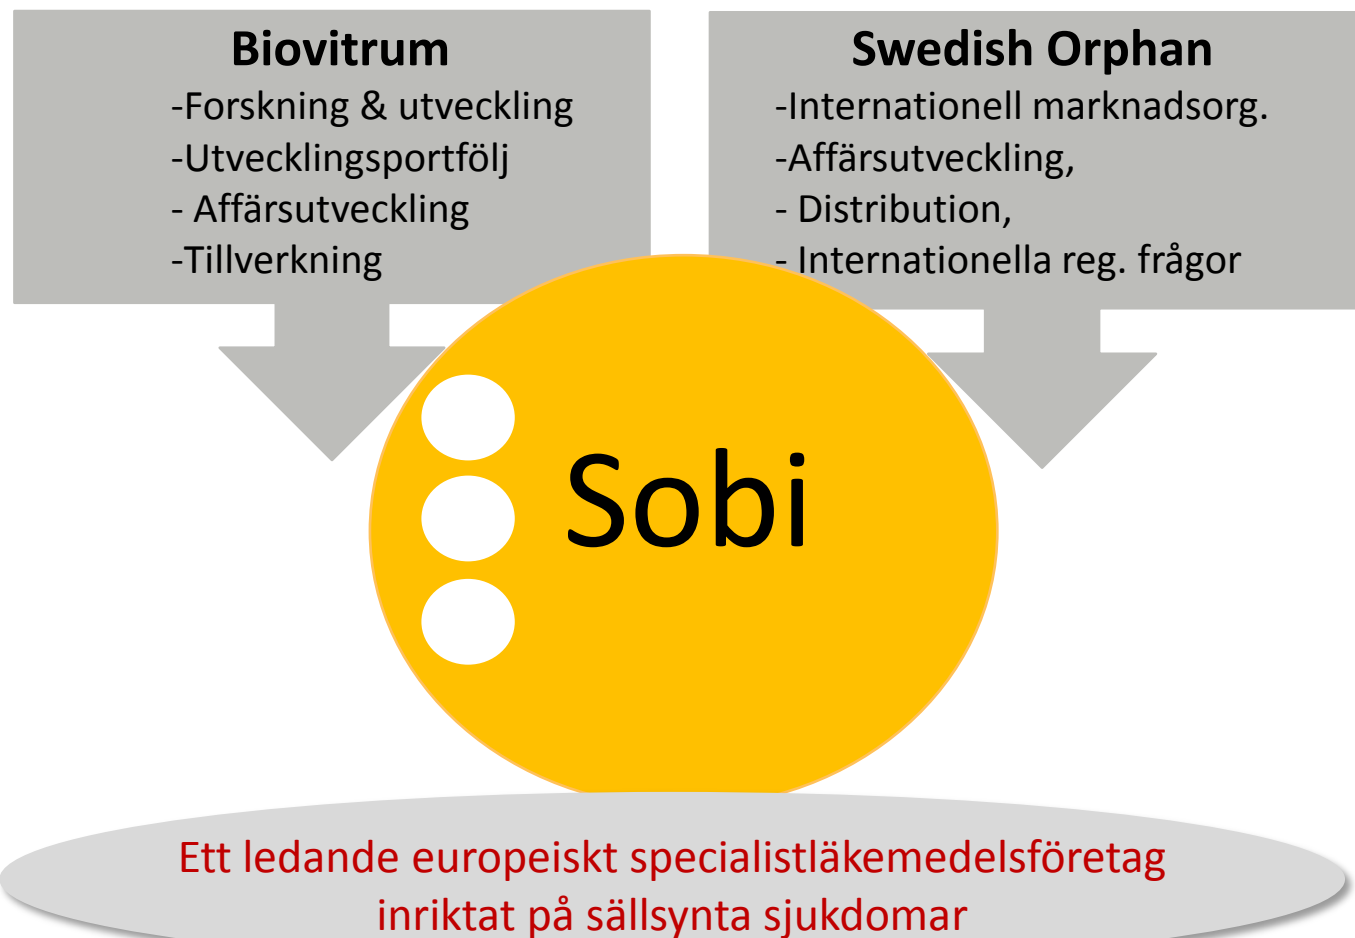 Biovitrum
-Forskning & utveckling
-Utvecklingsportfölj
- Affärsutveckling
-Tillverkning
Swedish Orphan
-Internationell marknadsorg.
-Affärsutveckling,
- Distribution,
- Internationella reg. frågor
Sobi
Ett ledande europeiskt specialistläkemedelsföretag
inriktat på sällsynta sjukdomar